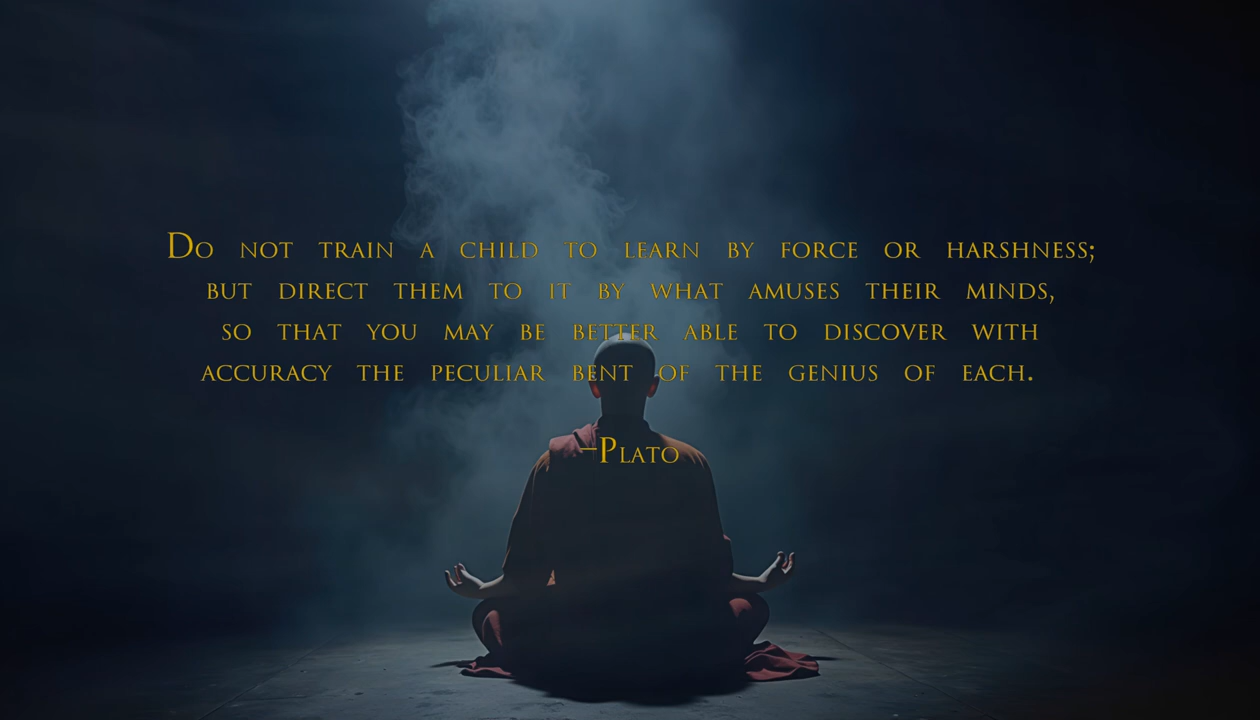 Do not train a child to learn by force or harshness;
but direct them to it by what amuses their minds,
so that you may be better able to discover with
accuracy the peculiar bent of the genius of each.
–Plato